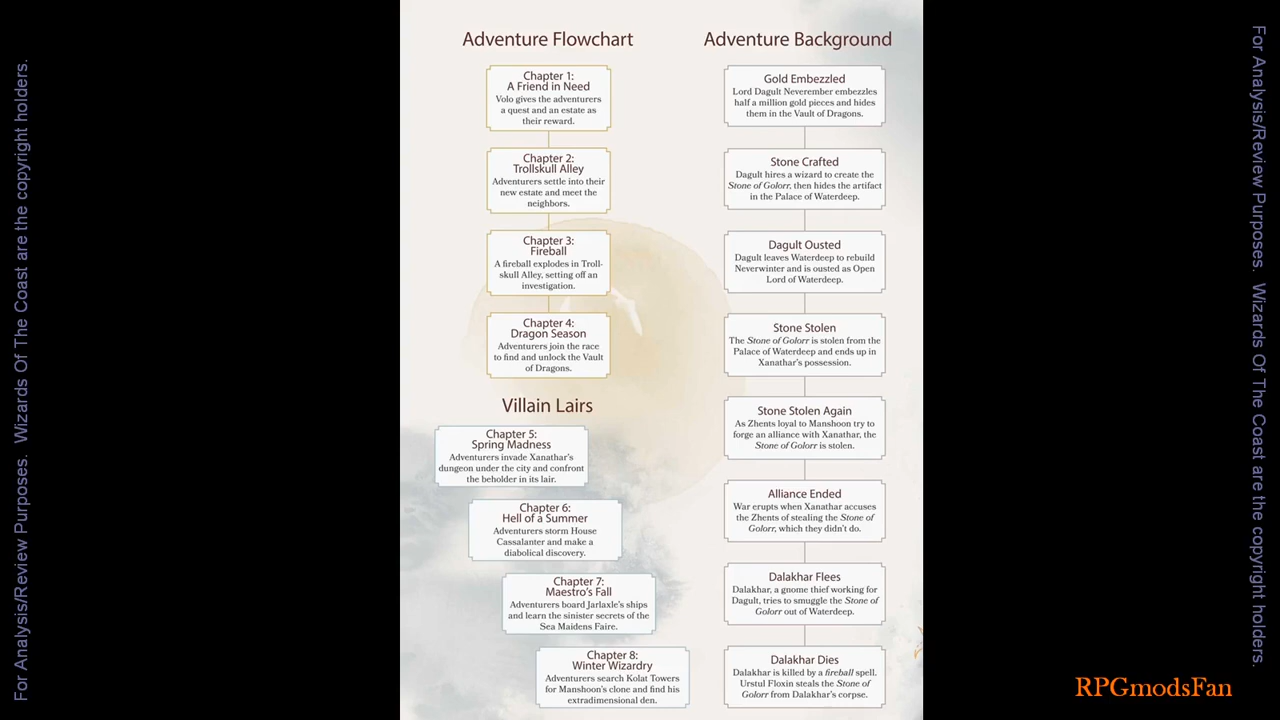 For Analysis/Review Purposes.  Wizards Of The Coast are the copyright holders.
Adventure Flowchart
Chapter 1:
A Friend in Need
Volo gives the adventurers
a quest and an estate as
their reward.
Chapter 2:
Trollskull Alley
Adventurers settle into their
new estate and meet the
neighbors.
Chapter 3:
Fireball
A fireball explodes in Troll-
skull Alley, setting off an
investigation.
Chapter 4:
Dragon Season
Adventurers join the race
to find and unlock the Vault
of Dragons.
Villain Lairs
Chapter 5:
Spring Madness
Adventurers invade Xanathar's
dungeon under the city and confront
the beholder in its lair.
Chapter 6:
Hell of a Summer
Adventurers storm House
Cassalanter and make a
diabolical discovery.
Chapter 7:
Maestro's Fall
Adventurers board Jarlaxle's ships
and learn the sinister secrets of the
Sea Maidens Faire.
Chapter 8:
Winter Wizardry
Adventurers search Kolat Towers
for Manshoon's clone and find his
extradimensional den.
Adventure Background
Gold Embezzled
Lord Dagult Neverember embezzles
half a million gold pieces and hides
them in the Vault of Dragons.
Stone Crafted
Dagult hires a wizard to create the
Stone of Golorr, then hides the artifact
in the Palace of Waterdeep.
Dagult Ousted
Dagult leaves Waterdeep to rebuild
Neverwinter and is ousted as Open
Lord of Waterdeep.
Stone Stolen
The Stone of Golorr is stolen from the
Palace of Waterdeep and ends up in
Xanathar's possession.
Stone Stolen Again
As Zhents loyal to Manshoon try to
forge an alliance with Xanathar, the
Stone of Golorr is stolen.
Alliance Ended
War erupts when Xanathar accuses
the Zhents of stealing the Stone of
Golorr, which they didn't do.
Dalakhar Flees
Dalakhar, a gnome thief working for
Dagult, tries to smuggle the Stone of
Golorr out of Waterdeep.
Dalakhar Dies
Dalakhar is killed by a fireball spell.
Urstul Floxin steals the Stone of
Golorr from Dalakhar's corpse.
For Analysis/Review Purposes.  Wizards Of The Coast are the copyright holders.
RPGmodsFan